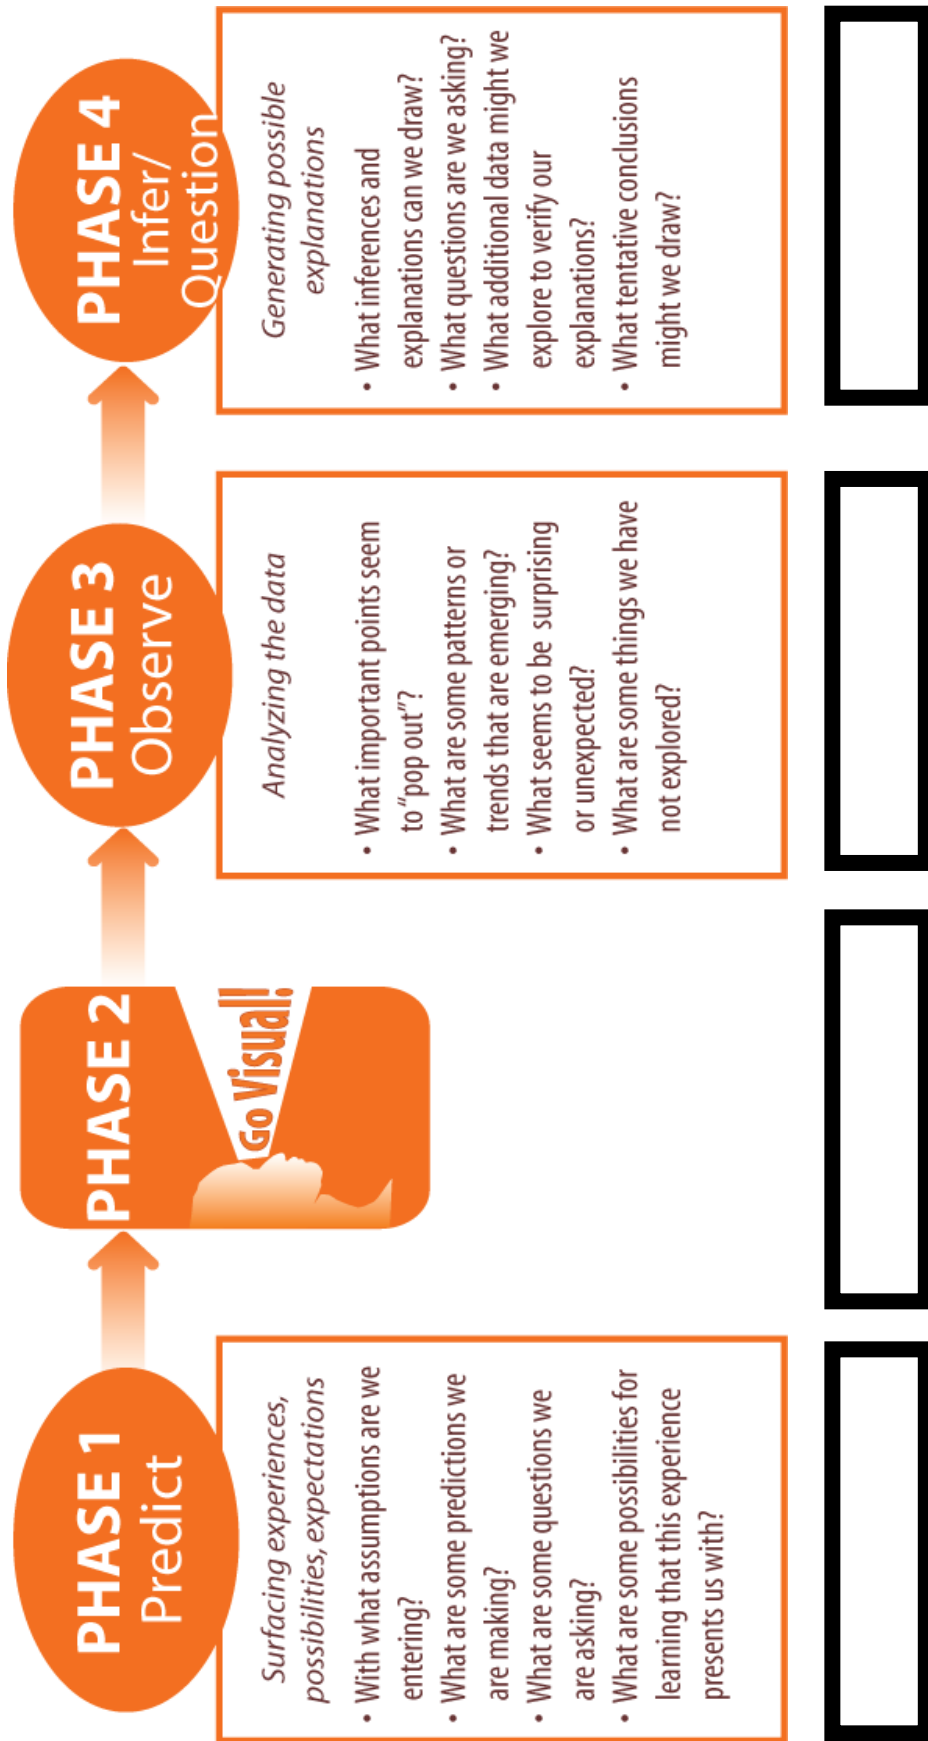 PHASE 1
Predict
Surfacing experiences,
possibilities, expectations
• With what assumptions are we
entering?
• What are some predictions we
are making?
• What are some questions we
are asking?
• What are some possibilities for
learning that this experience
presents us with?
PHASE 2
Go Visual!
PHASE 3
Observe
Analyzing the data
• What important points seem
to "pop out"?
• What are some patterns or
trends that are emerging?
• What seems to be surprising
or unexpected?
• What are some things we have
not explored?
PHASE 4
Infer/
Question
Generating possible
explanations
• What inferences and
explanations can we draw?
• What questions are we asking?
• What additional data might we
explore to verify our
explanations?
• What tentative conclusions
might we draw?